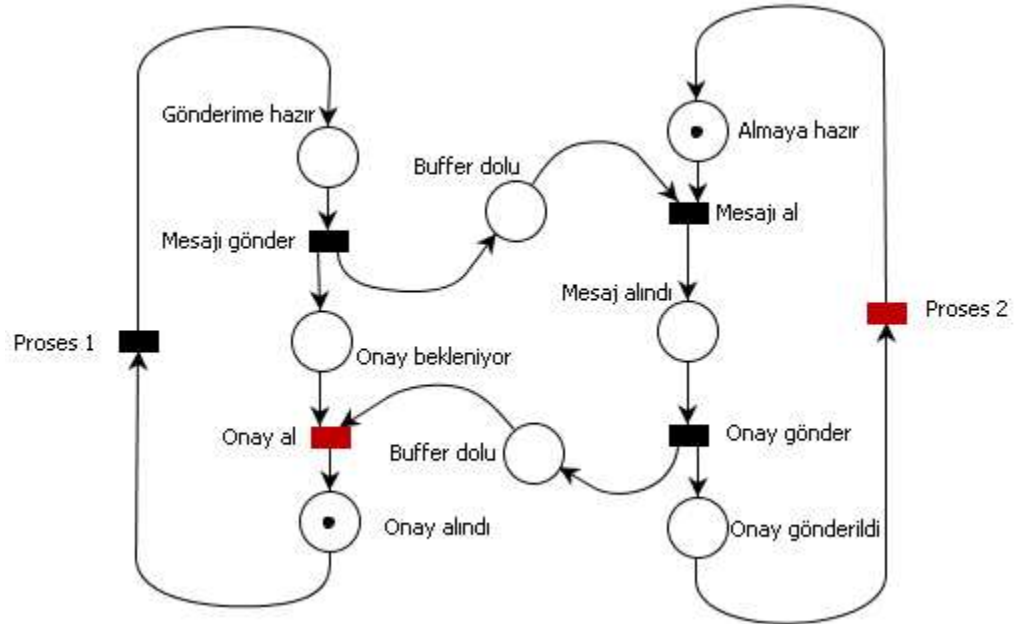 Gönderime hazır
Almaya hazır
Buffer dolu
Mesajı gönder
Mesajı al
Mesaj alındı
Proses 1
Proses 2
Onay bekleniyor
Onay al
Buffer dolu
Onay gönder
Onay alındı
Onay gönderildi